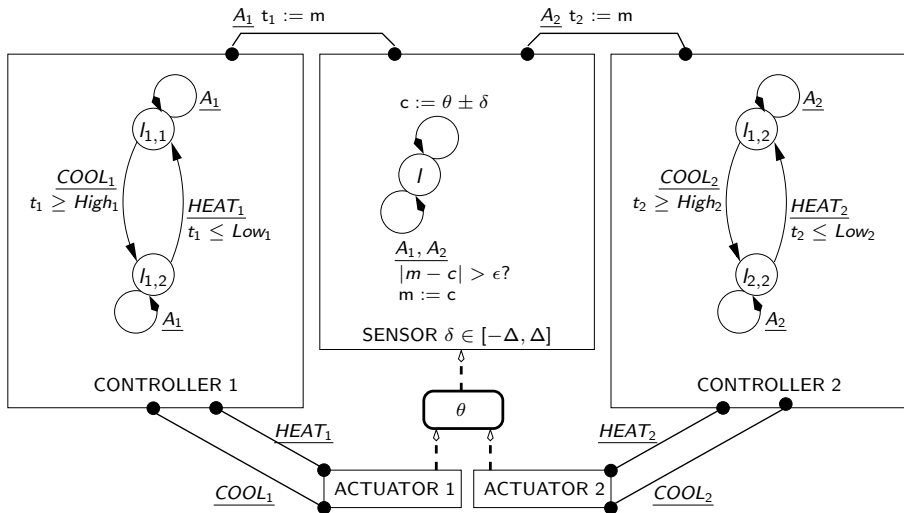 A₁ t₁ := m
A₂ t₂ := m
A₁
l₁,₁
COOL₁
t₁ ≥ High₁
HEAT₁
t₁ ≤ Low₁
l₁,₂
A₁
CONTROLLER 1
c := θ ± δ
l
A₁, A₂
|m − c| > ϵ?
m := c
SENSOR δ ∈ [−Δ, Δ]
A₂
l₁,₂
COOL₂
t₂ ≥ High₂
HEAT₂
t₂ ≤ Low₂
l₂,₂
A₂
CONTROLLER 2
θ
HEAT₁
HEAT₂
COOL₁
ACTUATOR 1
ACTUATOR 2
COOL₂